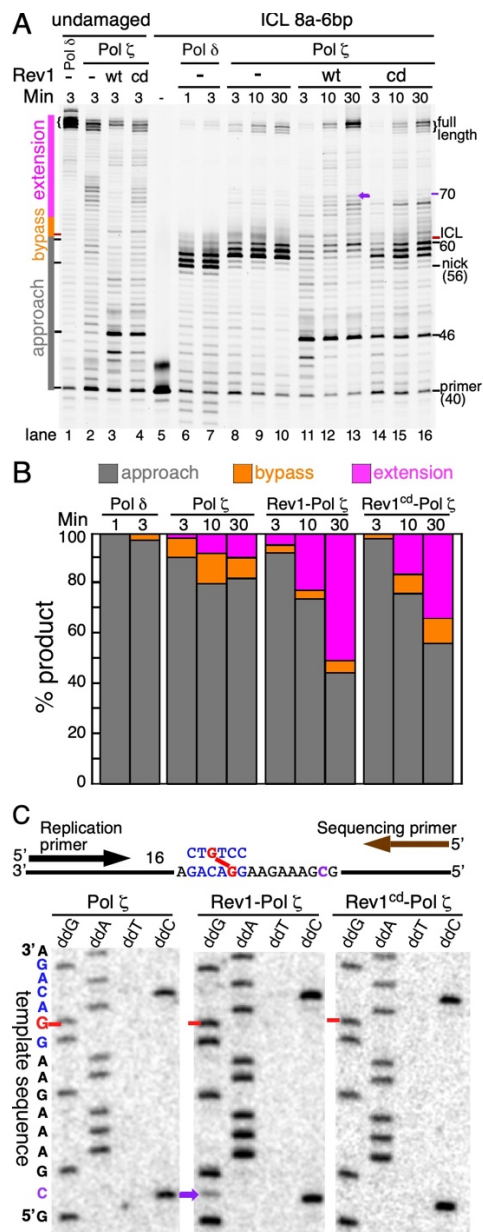 A
undamaged ICL 8a-6bp
Pol δ Pol ζ Pol δ Pol ζ
Rev1 - - wt cd - - wt cd
Min 3 3 3 3 - 1 3 3 10 30 3 10 30 3 10 30
extension
bypass
approach
full
length
70
ICL
60
nick
(56)
46
primer
(40)
lane 1 2 3 4 5 6 7 8 9 10 11 12 13 14 15 16
B
approach bypass extension
Pol δ Pol ζ Rev1-Pol ζ Rev1cd-Pol ζ
Min 1 3 3 10 30 3 10 30 3 10 30
% product
100
80
60
40
20
0
C
Replication
primer
Sequencing primer
CTGTCC
5' 16 5'
3' AGACAGGAAGAAAGCG 5'
Pol ζ Rev1-Pol ζ Rev1cd-Pol ζ
ddG ddA ddT ddC ddG ddA ddT ddC ddG ddA ddT ddC
template sequence
3' A
G
A
C
A
G
G
A
A
G
A
A
A
G
C
5' G